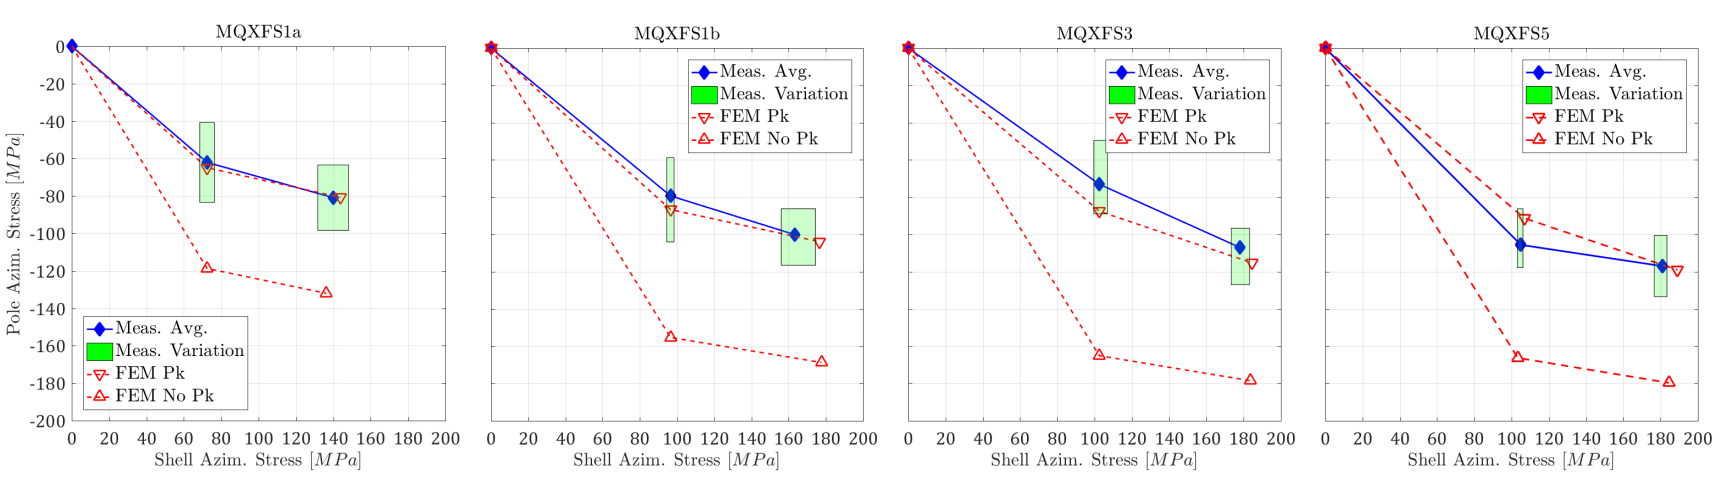 MQXFS1a
MQXFS1b
MQXFS3
MQXFS5
Pole Azim. Stress [MPa]
0
-20
-40
-60
-80
-100
-120
-140
-160
-180
-200
Meas. Avg.
Meas. Variation
FEM Pk
FEM No Pk
0 20 40 60 80 100 120 140 160 180 200
Shell Azim. Stress [MPa]
Meas. Avg.
Meas. Variation
FEM Pk
FEM No Pk
0 20 40 60 80 100 120 140 160 180 200
Shell Azim. Stress [MPa]
Meas. Avg.
Meas. Variation
FEM Pk
FEM No Pk
0 20 40 60 80 100 120 140 160 180 200
Shell Azim. Stress [MPa]
Meas. Avg.
Meas. Variation
FEM Pk
FEM No Pk
0 20 40 60 80 100 120 140 160 180 200
Shell Azim. Stress [MPa]